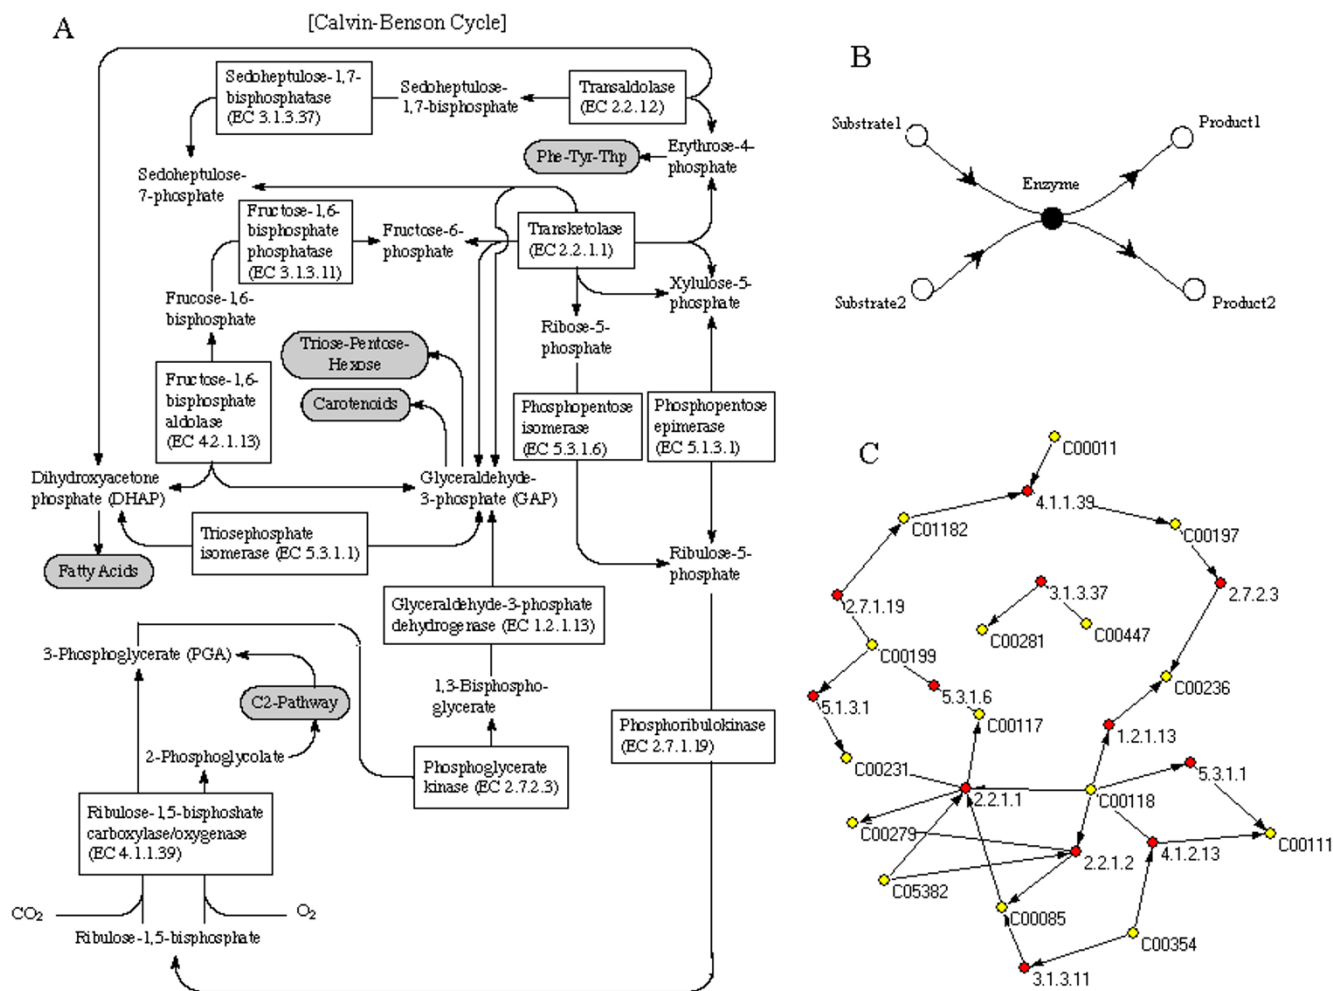 A
[Calvin-Benson Cycle]
Sedoheptulose-1,7-
bisphosphatase
(EC 3.1.3.37)
Sedoheptulose-
1,7-bisphosphate
Transaldolase
(EC 2.2.1.2)
Phe-Tyr-Thp
Erythrose-4-
phosphate
Sedoheptulose-
7-phosphate
Fructose-1,6-
bisphosphate
phosphatase
(EC 3.1.3.11)
Fructose-6-
phosphate
Transketolase
(EC 2.2.1.1)
Xylulose-5-
phosphate
Frucose-1,6-
bisphosphate
Ribose-5-
phosphate
Triose-Pentose-
Hexose
Fructose-1,6-
bisphosphate
aldolase
(EC 4.2.1.13)
Carotenoids
Phosphopentose
isomerase
(EC 5.3.1.6)
Phosphopentose
epimerase
(EC 5.1.3.1)
Dihydroxyacetone
phosphate (DHAP)
Glyceraldehyde-
3-phosphate (GAP)
Triosephosphate
isomerase (EC 5.3.1.1)
Fatty Acids
Ribulose-5-
phosphate
Glyceraldehyde-3-phosphate
dehydrogenase (EC 1.2.1.13)
3-Phosphoglycerate (PGA)
C2-Pathway
1,3-Bisphospho-
glycerate
2-Phosphoglycolate
Phosphoglycerate
kinase (EC 2.7.2.3)
Phosphoribulokinase
(EC 2.7.1.19)
Ribulose-1,5-bisphoshate
carboxylase/oxygenase
(EC 4.1.1.39)
CO2
O2
Ribulose-1,5-bisphosphate
B
Substrate1
Product1
Enzyme
Substrate2
Product2
C
C00011
4.1.1.39
C01182
C00197
2.7.1.19
3.1.3.37
2.7.2.3
C00281
C00447
C00199
5.3.1.6
C00236
5.1.3.1
C00117
1.2.1.13
C00231
5.3.1.1
2.2.1.1
C00118
C00279
C00111
2.2.1.2
4.1.2.13
C05382
C00085
C00354
3.1.3.11